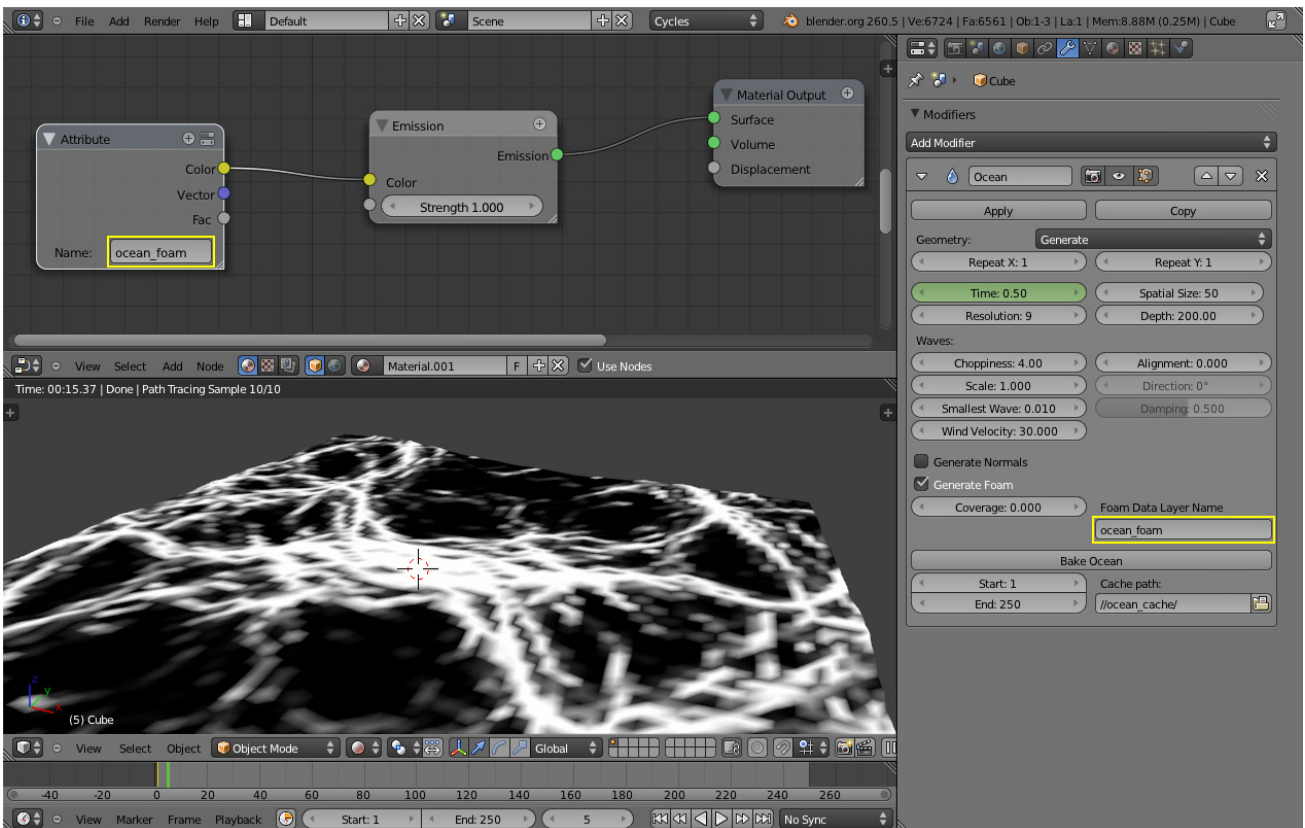 File Add Render Help Default Scene Cycles blender.org 260.5 | Ve:6724 | Fa:6561 | Ob:1-3 | La:1 | Mem:8.88M (0.25M) | Cube
Attribute
Color
Vector
Fac
Name: ocean_foam
Emission
Emission
Color
Strength 1.000
Material Output
Surface
Volume
Displacement
View Select Add Node Material.001 F Use Nodes
Time: 00:15.37 | Done | Path Tracing Sample 10/10
z
y
x
(5) Cube
View Select Object Object Mode Global
-40 -20 0 20 40 60 80 100 120 140 160 180 200 220 240 260
View Marker Frame Playback Start: 1 End: 250 5 No Sync
Cube
Modifiers
Add Modifier
Ocean
Apply Copy
Geometry: Generate
Repeat X: 1 Repeat Y: 1
Time: 0.50 Spatial Size: 50
Resolution: 9 Depth: 200.00
Waves:
Choppiness: 4.00 Alignment: 0.000
Scale: 1.000 Direction: 0°
Smallest Wave: 0.010 Damping: 0.500
Wind Velocity: 30.000
Generate Normals
Generate Foam
Coverage: 0.000 Foam Data Layer Name
ocean_foam
Bake Ocean
Start: 1 Cache path:
End: 250 //ocean_cache/